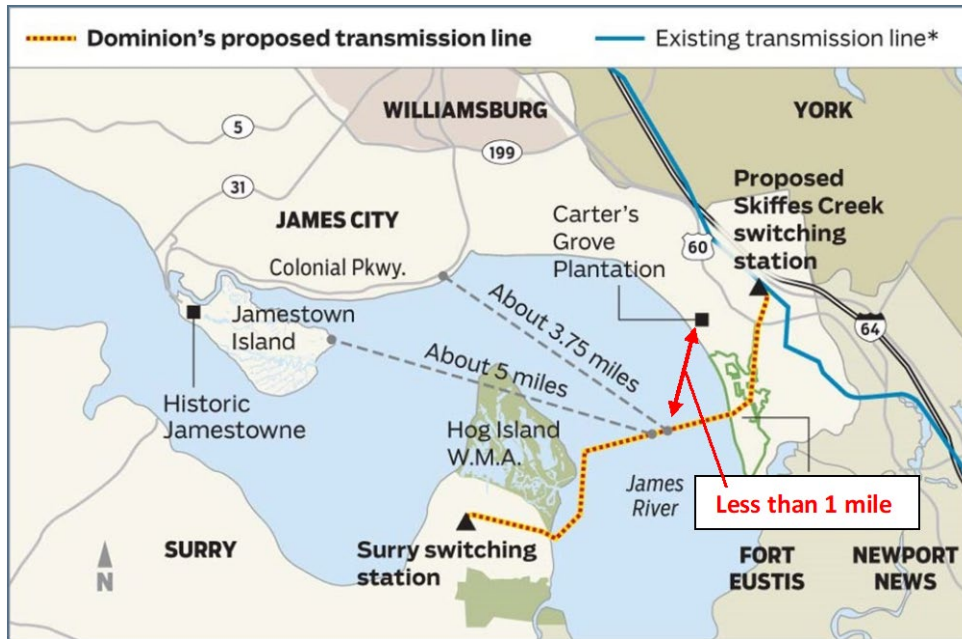 Dominion's proposed transmission line
Existing transmission line*
WILLIAMSBURG
YORK
5
199
31
Proposed
Skiffes Creek
switching
station
JAMES CITY
Carter's
Grove
Plantation
60
Colonial Pkwy.
Jamestown
Island
About 3.75 miles
64
About 5 miles
Historic
Jamestowne
Hog Island
W.M.A.
James
River
Less than 1 mile
SURRY
Surry switching
station
FORT
EUSTIS
NEWPORT
NEWS
N